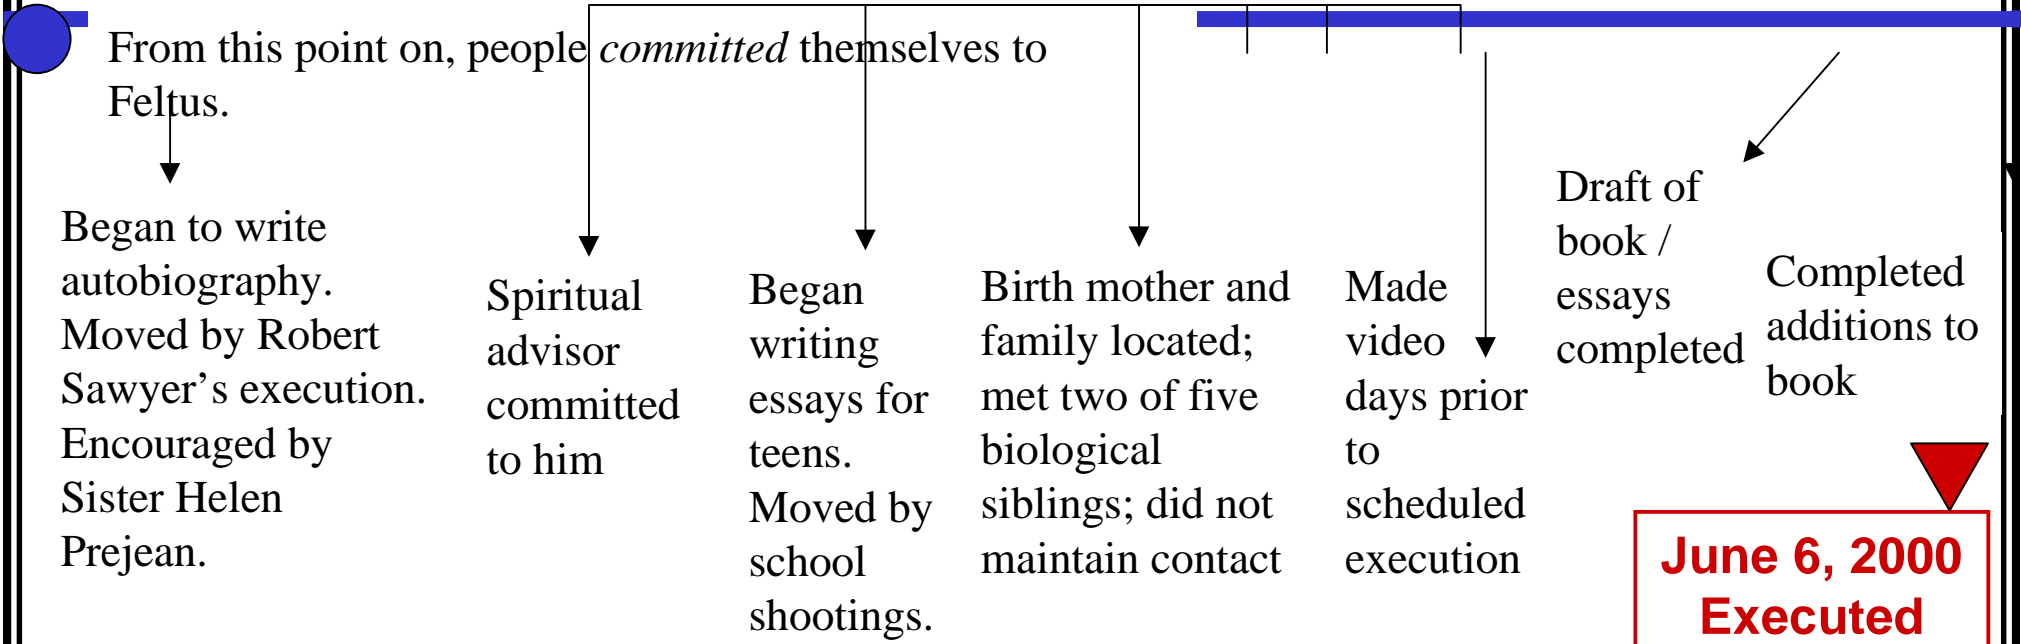 From this point on, people committed themselves to
Feltus.
Began to write
autobiography.
Moved by Robert
Sawyer’s execution.
Encouraged by
Sister Helen
Prejean.
Spiritual
advisor
committed
to him
Began
writing
essays for
teens.
Moved by
school
shootings.
Birth mother and
family located;
met two of five
biological
siblings; did not
maintain contact
Made
video
days prior
to
scheduled
execution
Draft of
book /
essays
completed
Completed
additions to
book
June 6, 2000
Executed